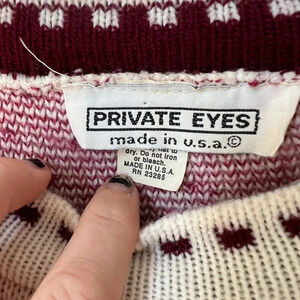 PRIVATE EYES
made in u.s.a.©
dry. Do not iron
or bleach.
MADE IN U.S.A.
RN 23285